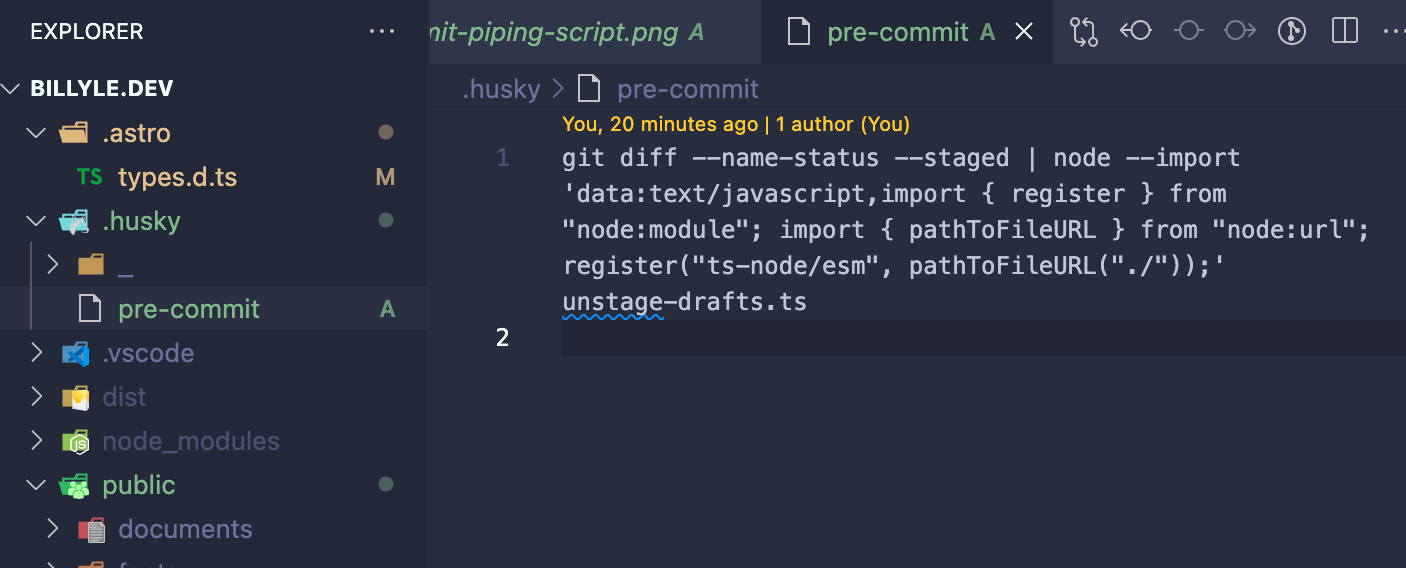 EXPLORER
BILLYLE.DEV
.astro
TS types.d.ts M
.husky
_
pre-commit A
.vscode
dist
node_modules
public
documents
mit-piping-script.png A
pre-commit A
.husky > pre-commit
You, 20 minutes ago | 1 author (You)
1 git diff --name-status --staged | node --import
'data:text/javascript,import { register } from
"node:module"; import { pathToFileURL } from "node:url";
register("ts-node/esm", pathToFileURL("./"));'
unstage-drafts.ts
2